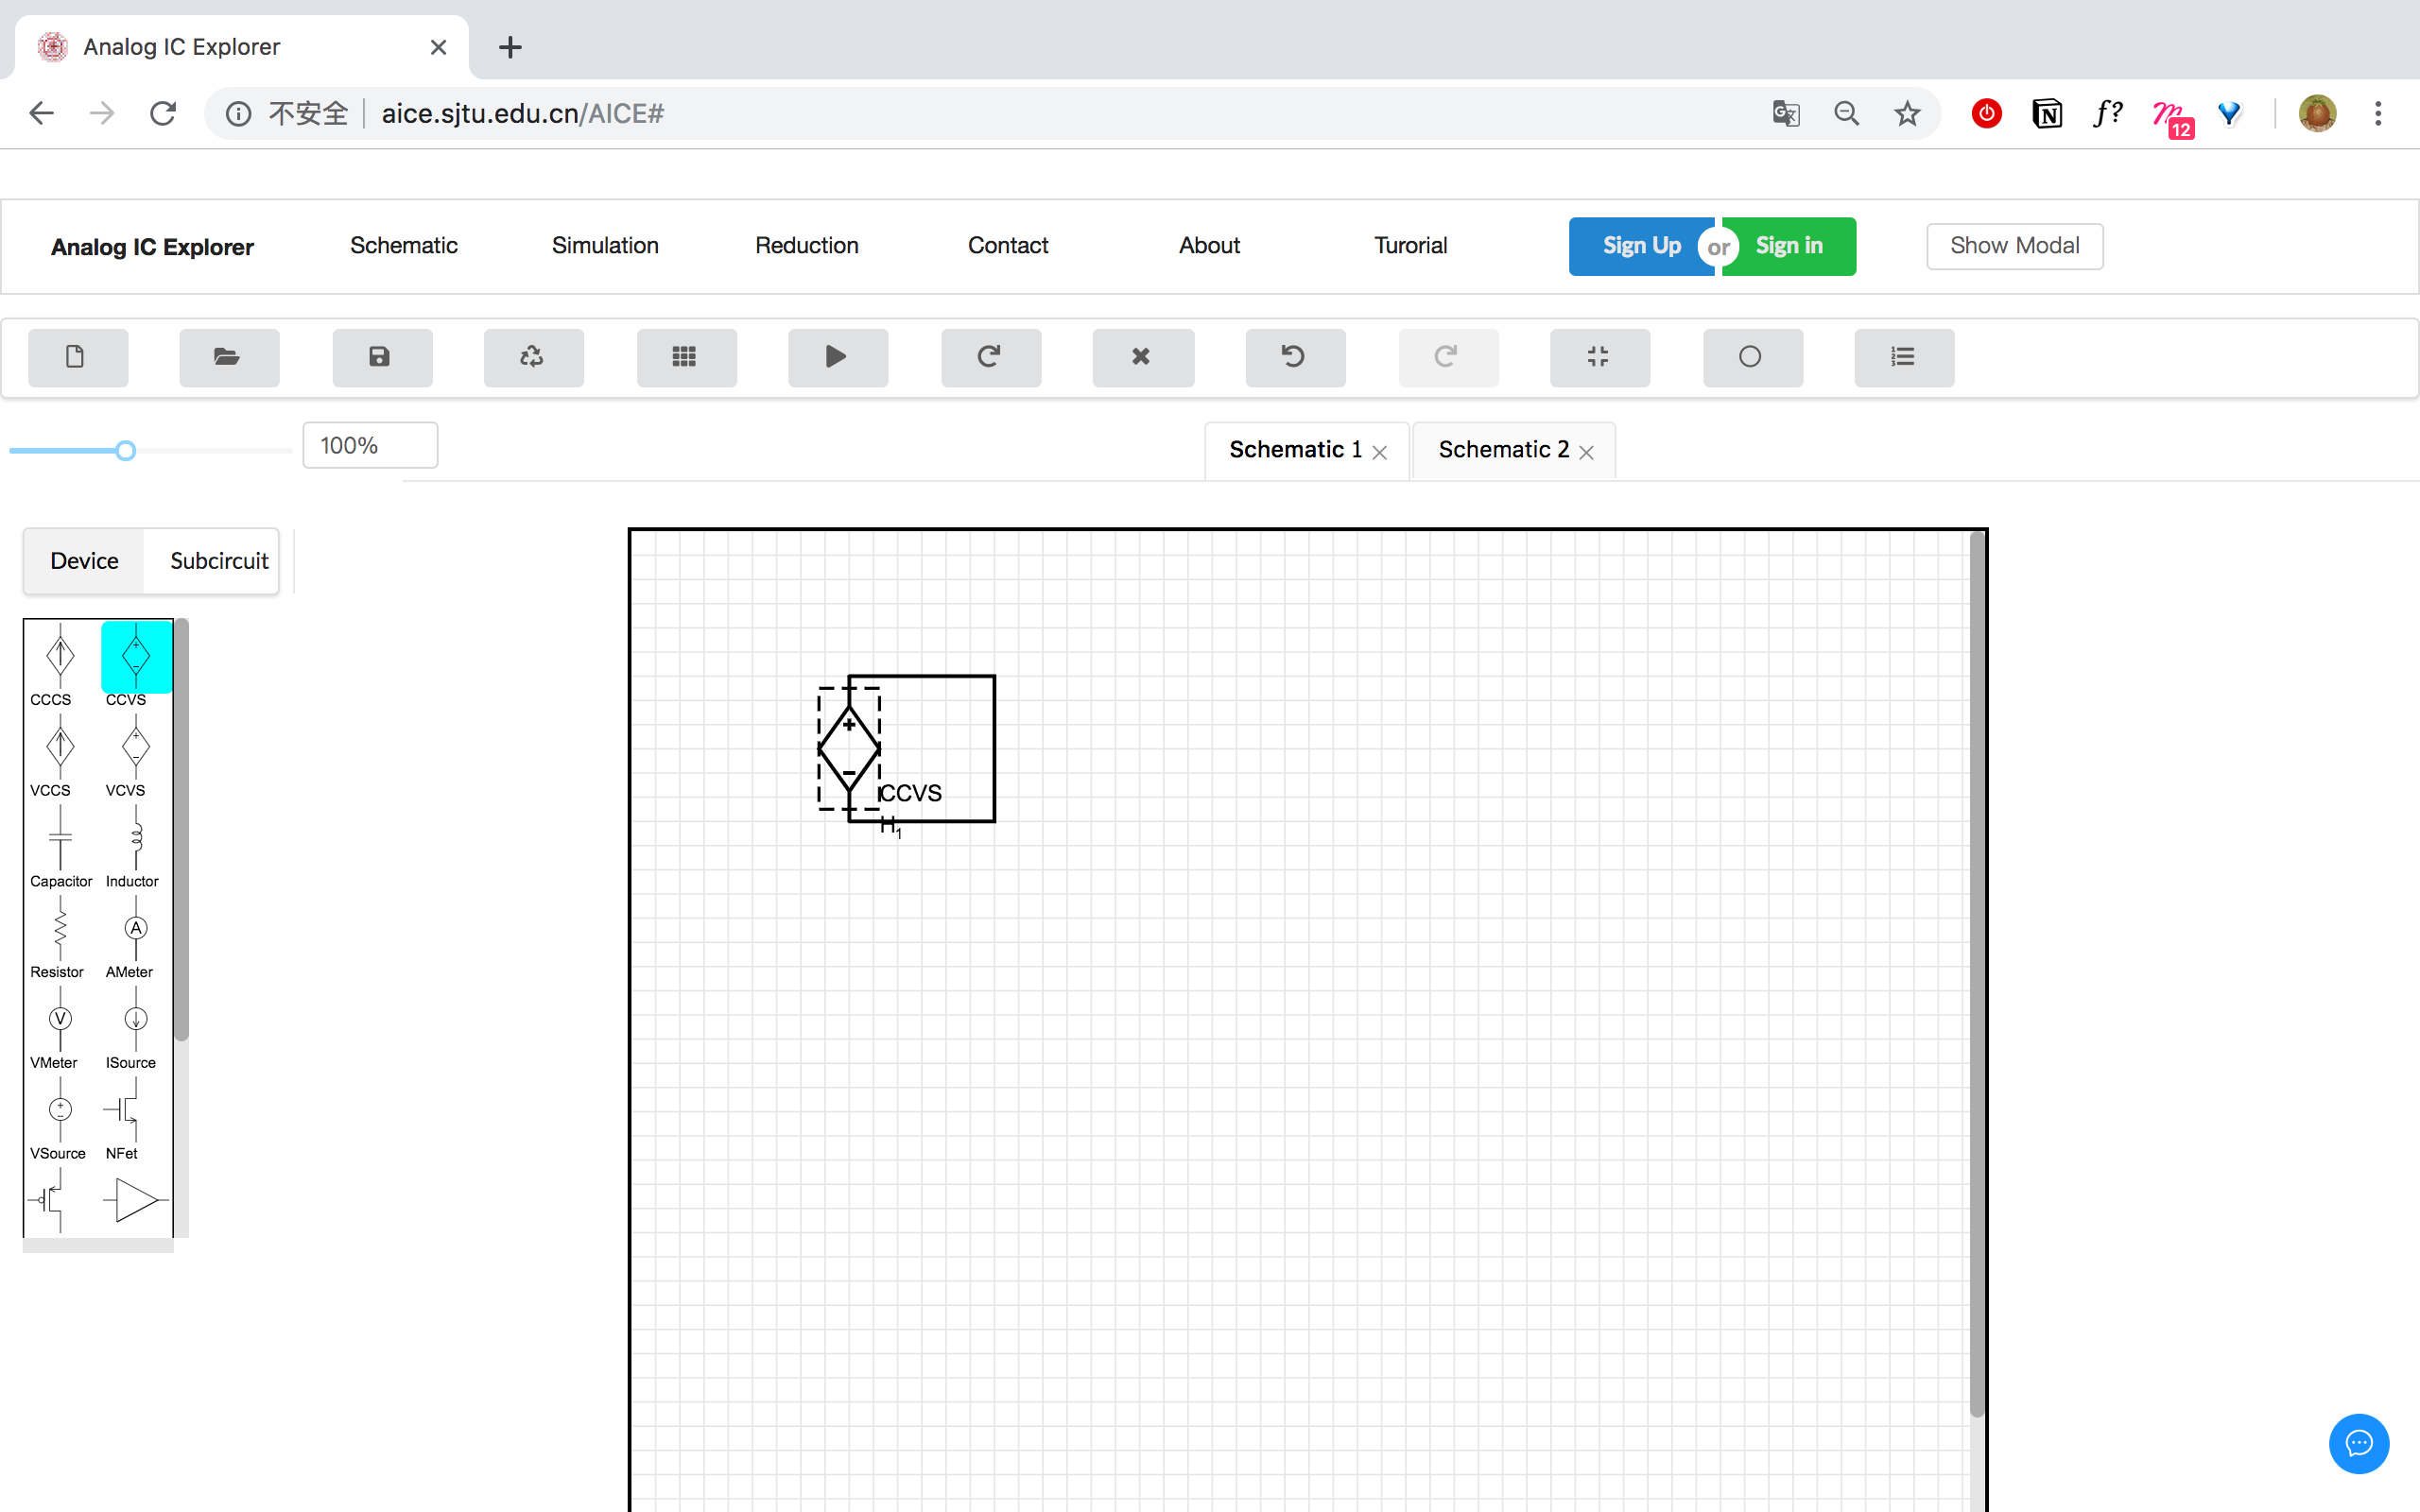 Analog IC Explorer
不安全 aice.sjtu.edu.cn/AICE#
12
Analog IC Explorer Schematic Simulation Reduction Contact About Turorial Sign Up or Sign in Show Modal
100% Schematic 1 Schematic 2
Device Subcircuit
CCCS CCVS
VCCS VCVS
Capacitor Inductor
A
Resistor AMeter
V
VMeter ISource
VSource NFet
CCVS
H1